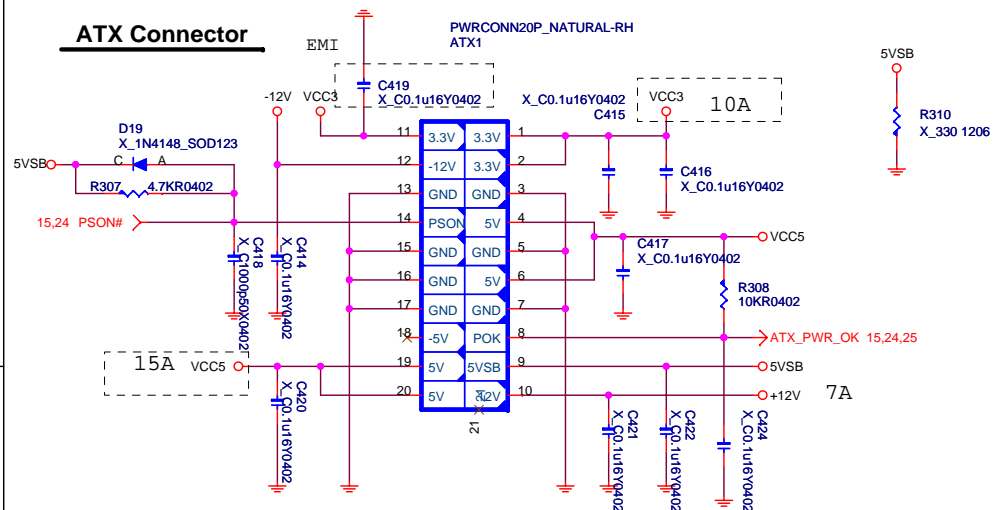 ATX Connector
EMI
PWRCONN20P_NATURAL-RH
ATX1
5VSB
R310
X_330 1206
C419
X_C0.1u16Y0402
X_C0.1u16Y0402
C415
VCC3
10A
-12V
VCC3
D19
X_1N4148_SOD123
5VSB
C
A
R307
4.7KR0402
15,24 PSON#
11
3.3V
3.3V
1
12
-12V
3.3V
2
13
GND
GND
3
14
PSON
5V
4
15
GND
GND
5
16
GND
5V
6
17
GND
GND
7
18
-5V
POK
8
19
5V
5VSB
9
20
5V
12V
10
21
C416
X_C0.1u16Y0402
VCC5
C417
X_C0.1u16Y0402
R308
10KR0402
ATX_PWR_OK 15,24,25
5VSB
+12V
7A
C418
X_C1000p50X0402
C414
X_C0.1u16Y0402
15A
VCC5
C420
X_C0.1u16Y0402
C421
X_C0.1u16Y0402
C422
X_C0.1u16Y0402
C424
X_C0.1u16Y0402